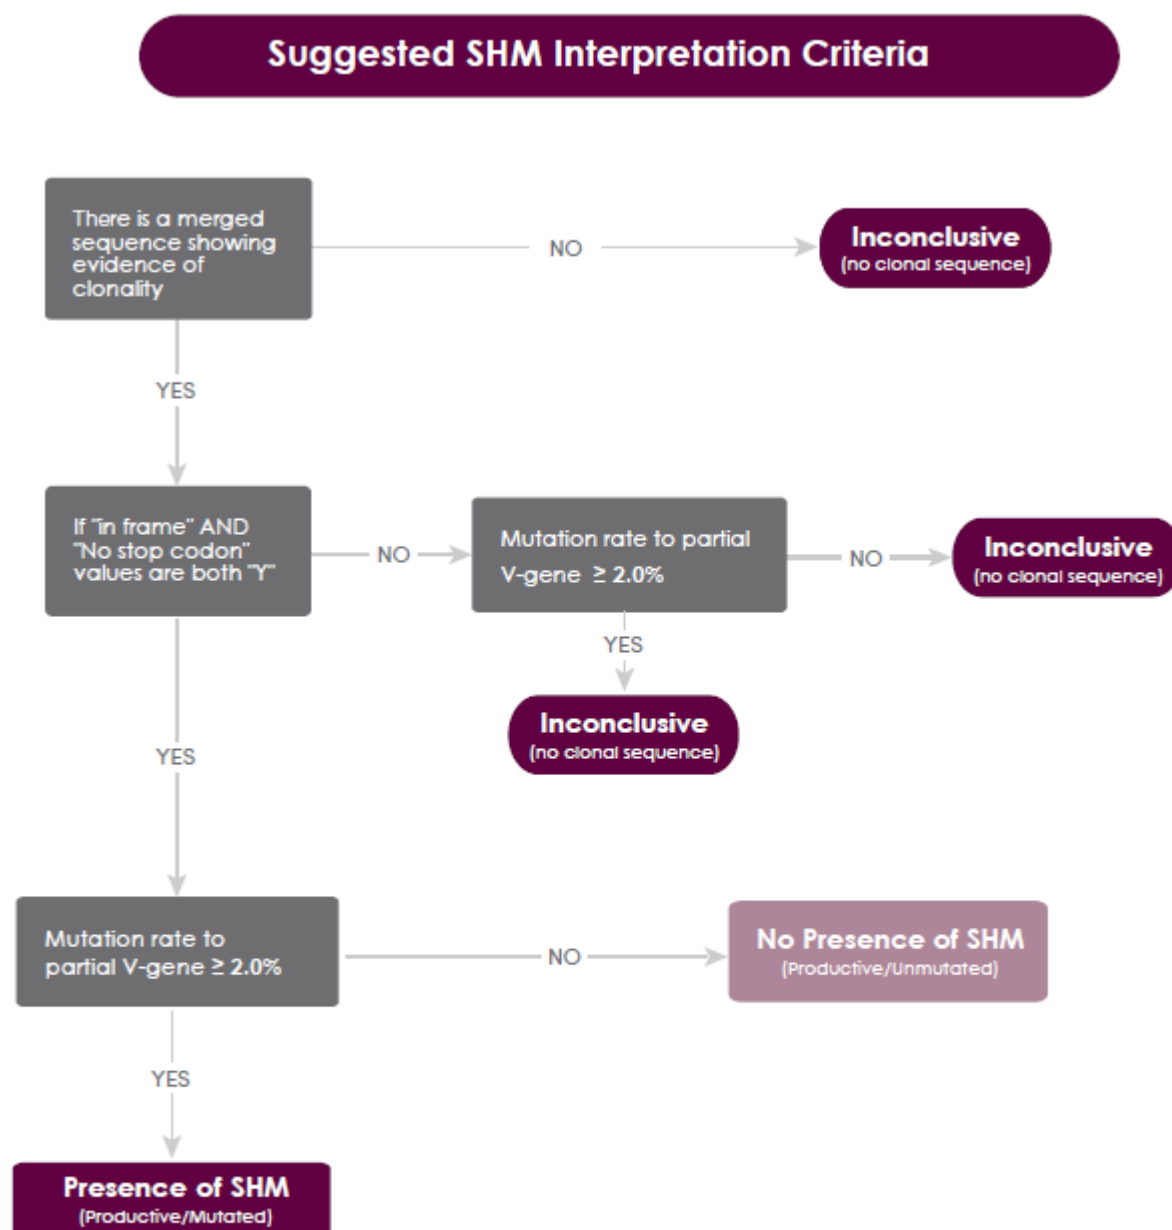 Suggested SHM Interpretation Criteria
There is a merged
sequence showing
evidence of
clonality
NO
Inconclusive
(no clonal sequence)
YES
If "in frame" AND
"No stop codon"
values are both "Y"
NO
Mutation rate to partial
V-gene ≥ 2.0%
NO
Inconclusive
(no clonal sequence)
YES
Inconclusive
(no clonal sequence)
YES
Mutation rate to
partial V-gene ≥ 2.0%
NO
No Presence of SHM
(Productive/Unmutated)
YES
Presence of SHM
(Productive/Mutated)